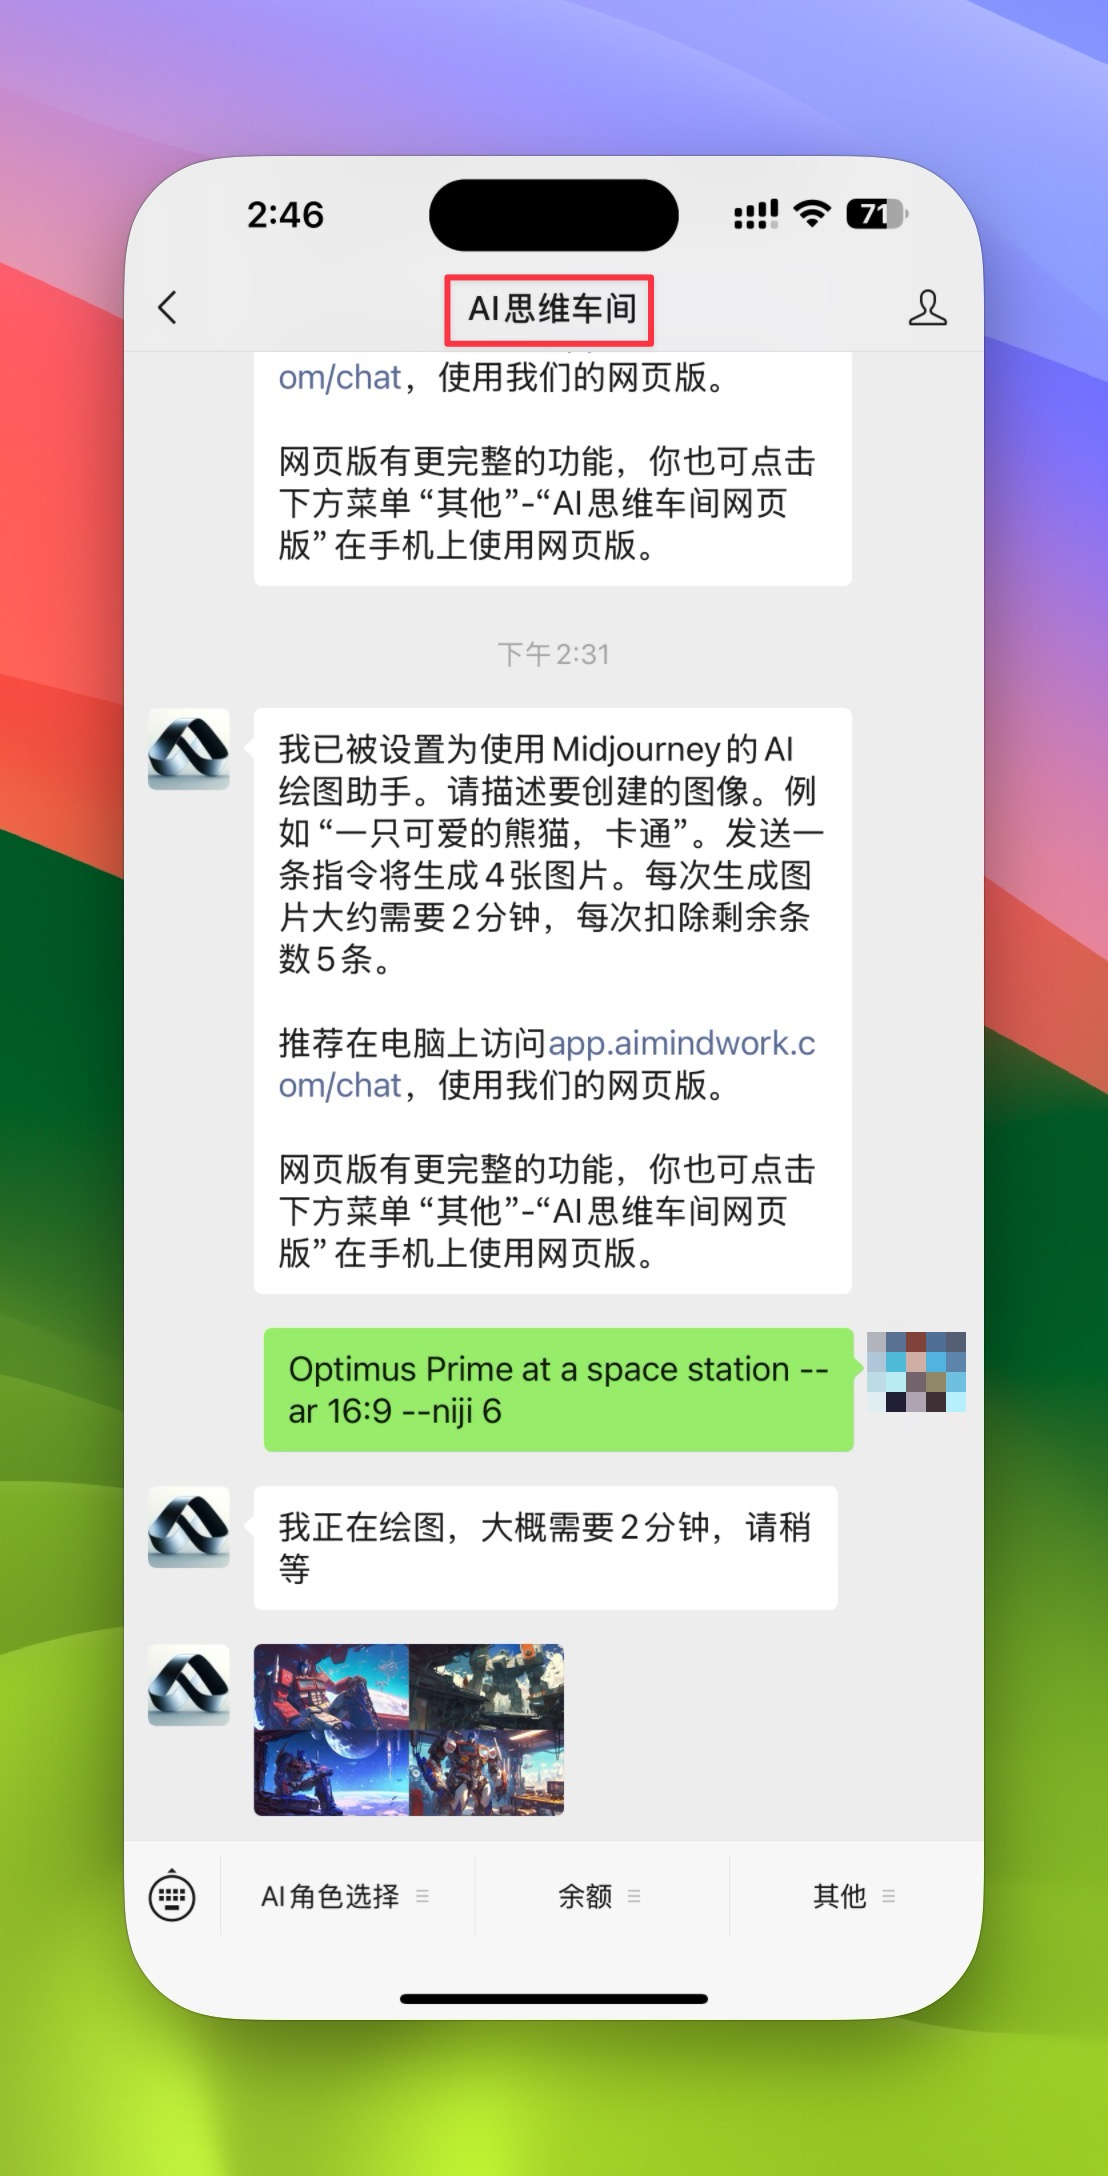 2:46
71
AI思维车间
om/chat，使用我们的网页版。
网页版有更完整的功能，你也可点击
下方菜单“其他”-“AI思维车间网页
版”在手机上使用网页版。
下午2:31
我已被设置为使用Midjourney的AI
绘图助手。请描述要创建的图像。例
如“一只可爱的熊猫，卡通”。发送一
条指令将生成4张图片。每次生成图
片大约需要2分钟，每次扣除剩余条
数5条。
推荐在电脑上访问app.aimindwork.c
om/chat，使用我们的网页版。
网页版有更完整的功能，你也可点击
下方菜单“其他”-“AI思维车间网页
版”在手机上使用网页版。
Optimus Prime at a space station --
ar 16:9 --niji 6
我正在绘图，大概需要2分钟，请稍
等
AI角色选择
余额
其他